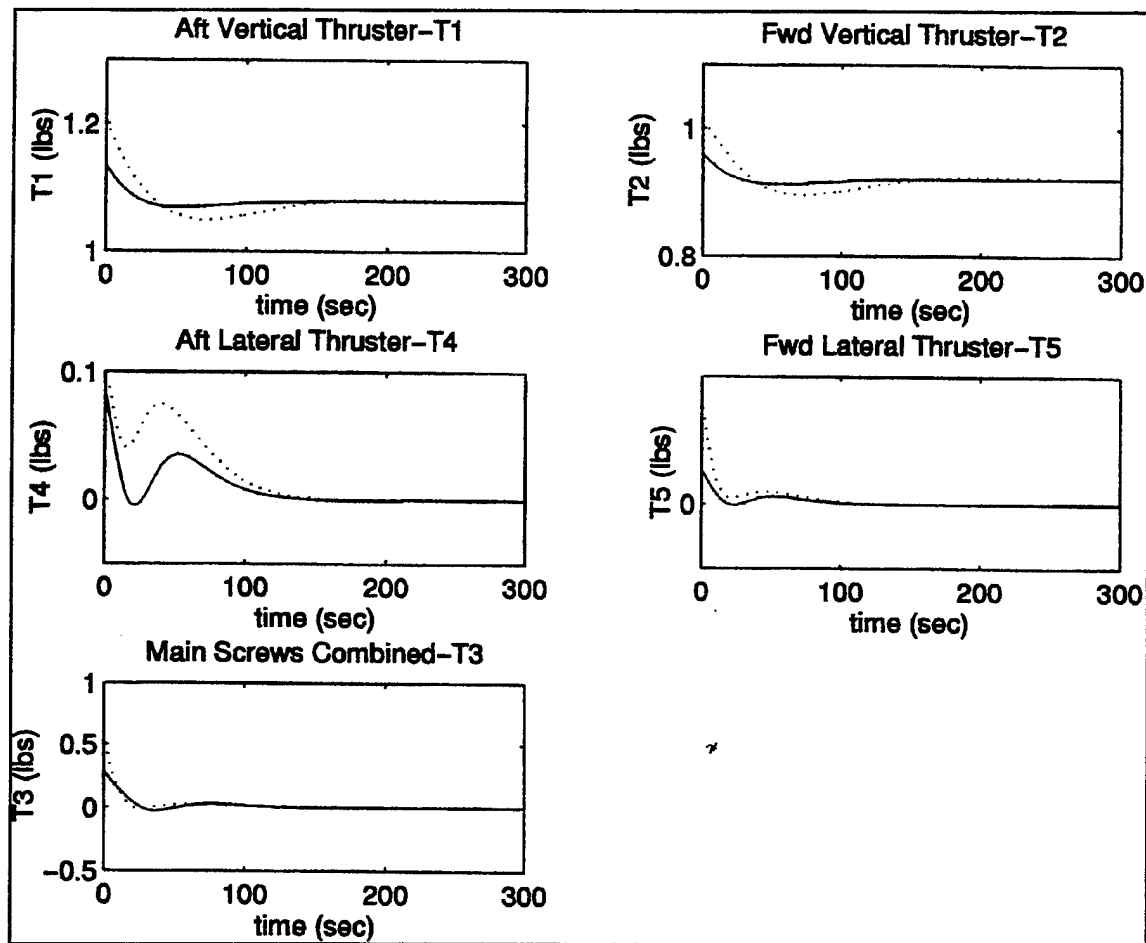 Aft Vertical Thruster–T1
T1 (lbs)
1.2
1
0 100 200 300
time (sec)
Fwd Vertical Thruster–T2
T2 (lbs)
1
0.8
0 100 200 300
time (sec)
Aft Lateral Thruster–T4
T4 (lbs)
0.1
0.05
0
0 100 200 300
time (sec)
Fwd Lateral Thruster–T5
T5 (lbs)
0
0 100 200 300
time (sec)
Main Screws Combined–T3
T3 (lbs)
1
0.5
0
−0.5
0 100 200 300
time (sec)